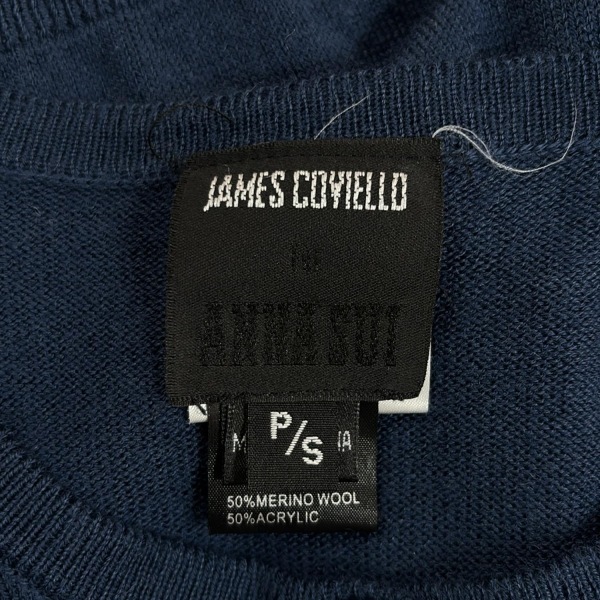 JAMES COVIELLO
FOR
ANNA SUI
P/S
M
A
50%MERINO WOOL
50%ACRYLIC